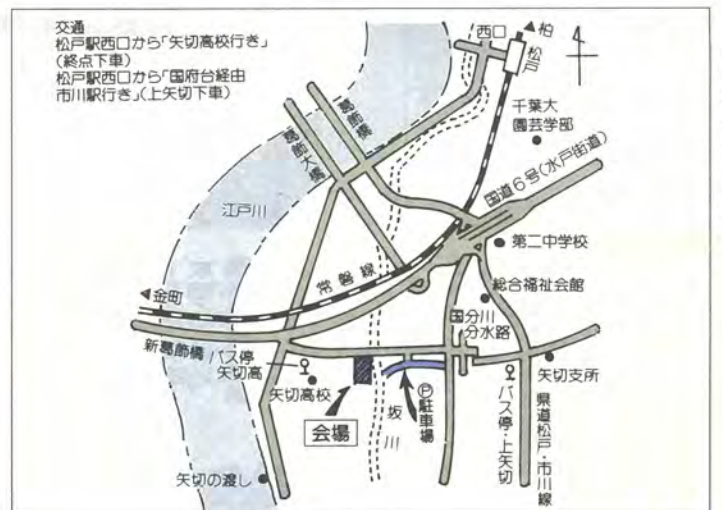 交通
松戸駅西口から「矢切高校行き」
(終点下車)
松戸駅西口から「国府台経由
市川駅行き」(上矢切下車)
西口
柏
松戸
千葉大
園芸学部
葛飾橋
葛飾大橋
国道6号(水戸街道)
江戸川
第二中学校
常磐線
総合福祉会館
金町
国分川
分水路
新葛飾橋
バス停
矢切高
矢切高校
会場
坂川
Ⓟ駐車場
バス停・上矢切
矢切支所
県道松戸・市川線
矢切の渡し